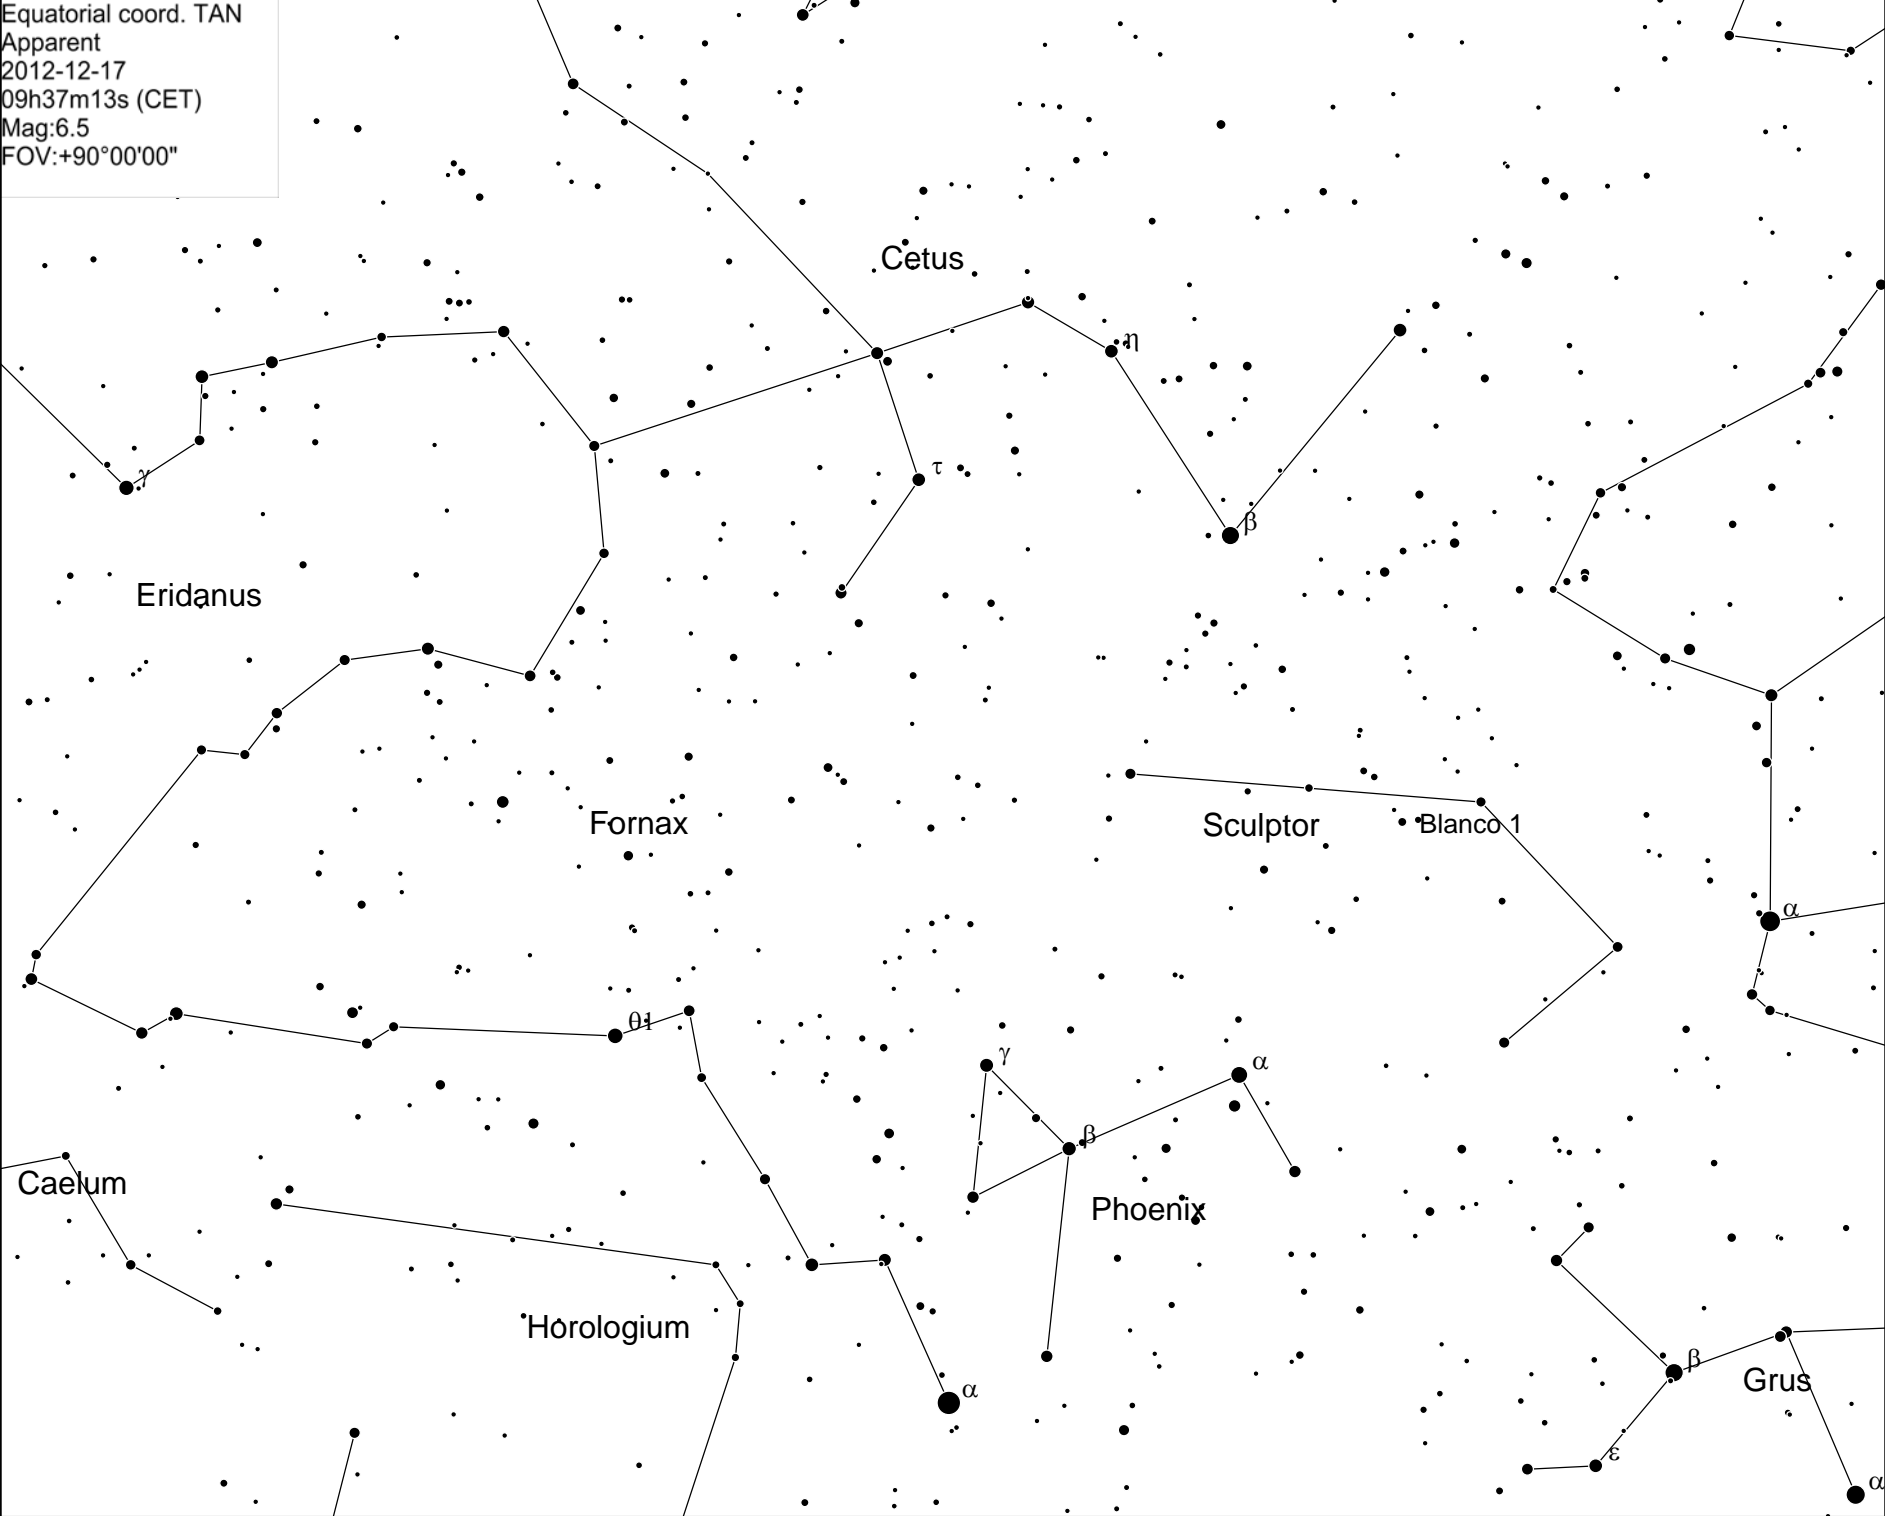 Equatorial coord. TAN
Apparent
2012-12-17
09h37m13s (CET)
Mag:6.5
FOV:+90°00'00"
Cetus
η
γ
τ
β
Eridanus
Fornax
Sculptor
Blanco 1
α
θ1
γ
α
β
Caelum
Phoenix
Horologium
β
Grus
α
ε
α